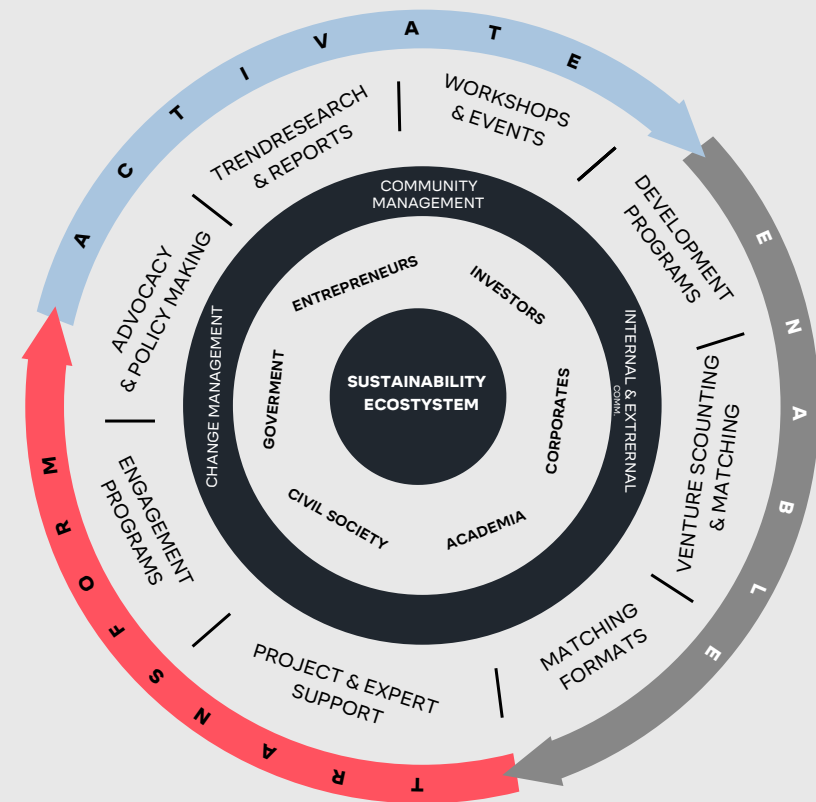 ACTIVATE
ENABLE
TRANSFORM
TRENDRESEARCH
& REPORTS
WORKSHOPS
& EVENTS
DEVELOPMENT
PROGRAMS
VENTURE SCOUNTING
& MATCHING
MATCHING
FORMATS
PROJECT & EXPERT
SUPPORT
ENGAGEMENT
PROGRAMS
ADVOCACY
& POLICY MAKING
COMMUNITY
MANAGEMENT
INTERNAL & EXTRERNAL
COMM.
CHANGE MANAGEMENT
ENTREPRENEURS
INVESTORS
CORPORATES
ACADEMIA
CIVIL SOCIETY
GOVERMENT
SUSTAINABILITY
ECOSTYSTEM